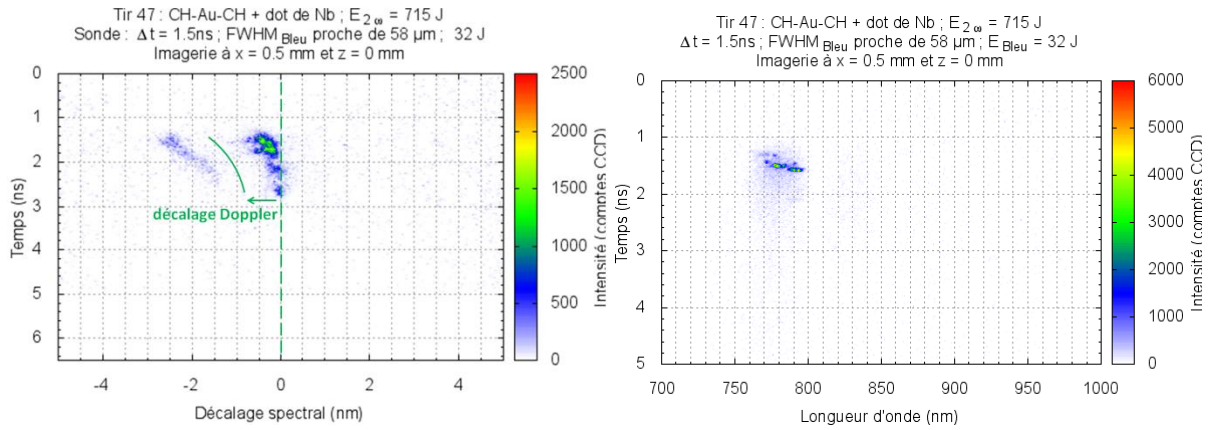 Tir 47 : CH-Au-CH + dot de Nb ; E 2 ω = 715 J
Sonde : Δt = 1.5ns ; FWHM Bleu proche de 58 µm ; 32 J
Imagerie à x = 0.5 mm et z = 0 mm
0
1
2
3
4
5
6
Temps (ns)
décalage Doppler
-4
-2
0
2
4
Décalage spectral (nm)
2500
2000
1500
1000
500
0
Intensité (comptes CCD)
Tir 47 : CH-Au-CH + dot de Nb ; E 2 ω = 715 J
Δt = 1.5ns ; FWHM Bleu proche de 58 µm ; E Bleu = 32 J
Imagerie à x = 0.5 mm et z = 0 mm
0
1
2
3
4
5
Temps (ns)
700
750
800
850
900
950
1000
Longueur d'onde (nm)
6000
5000
4000
3000
2000
1000
0
Intensité (comptes CCD)